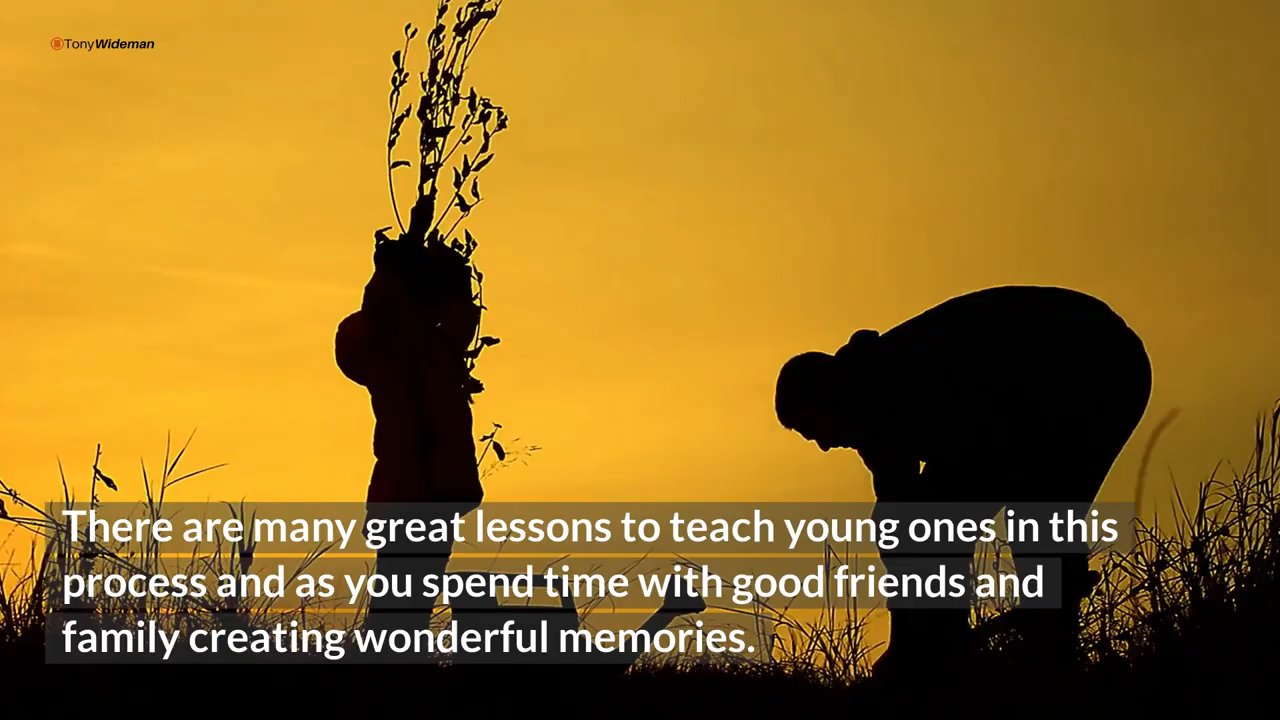 TonyWideman
There are many great lessons to teach young ones in this
process and as you spend time with good friends and
family creating wonderful memories.